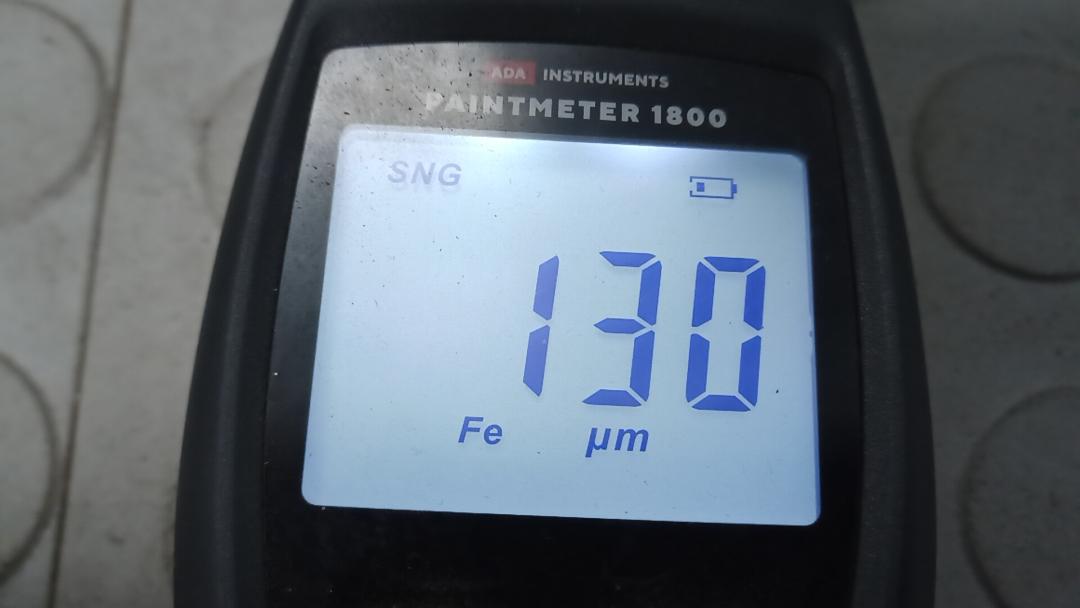 ADA INSTRUMENTS
PAINTMETER 1800
SNG
130
Fe µm